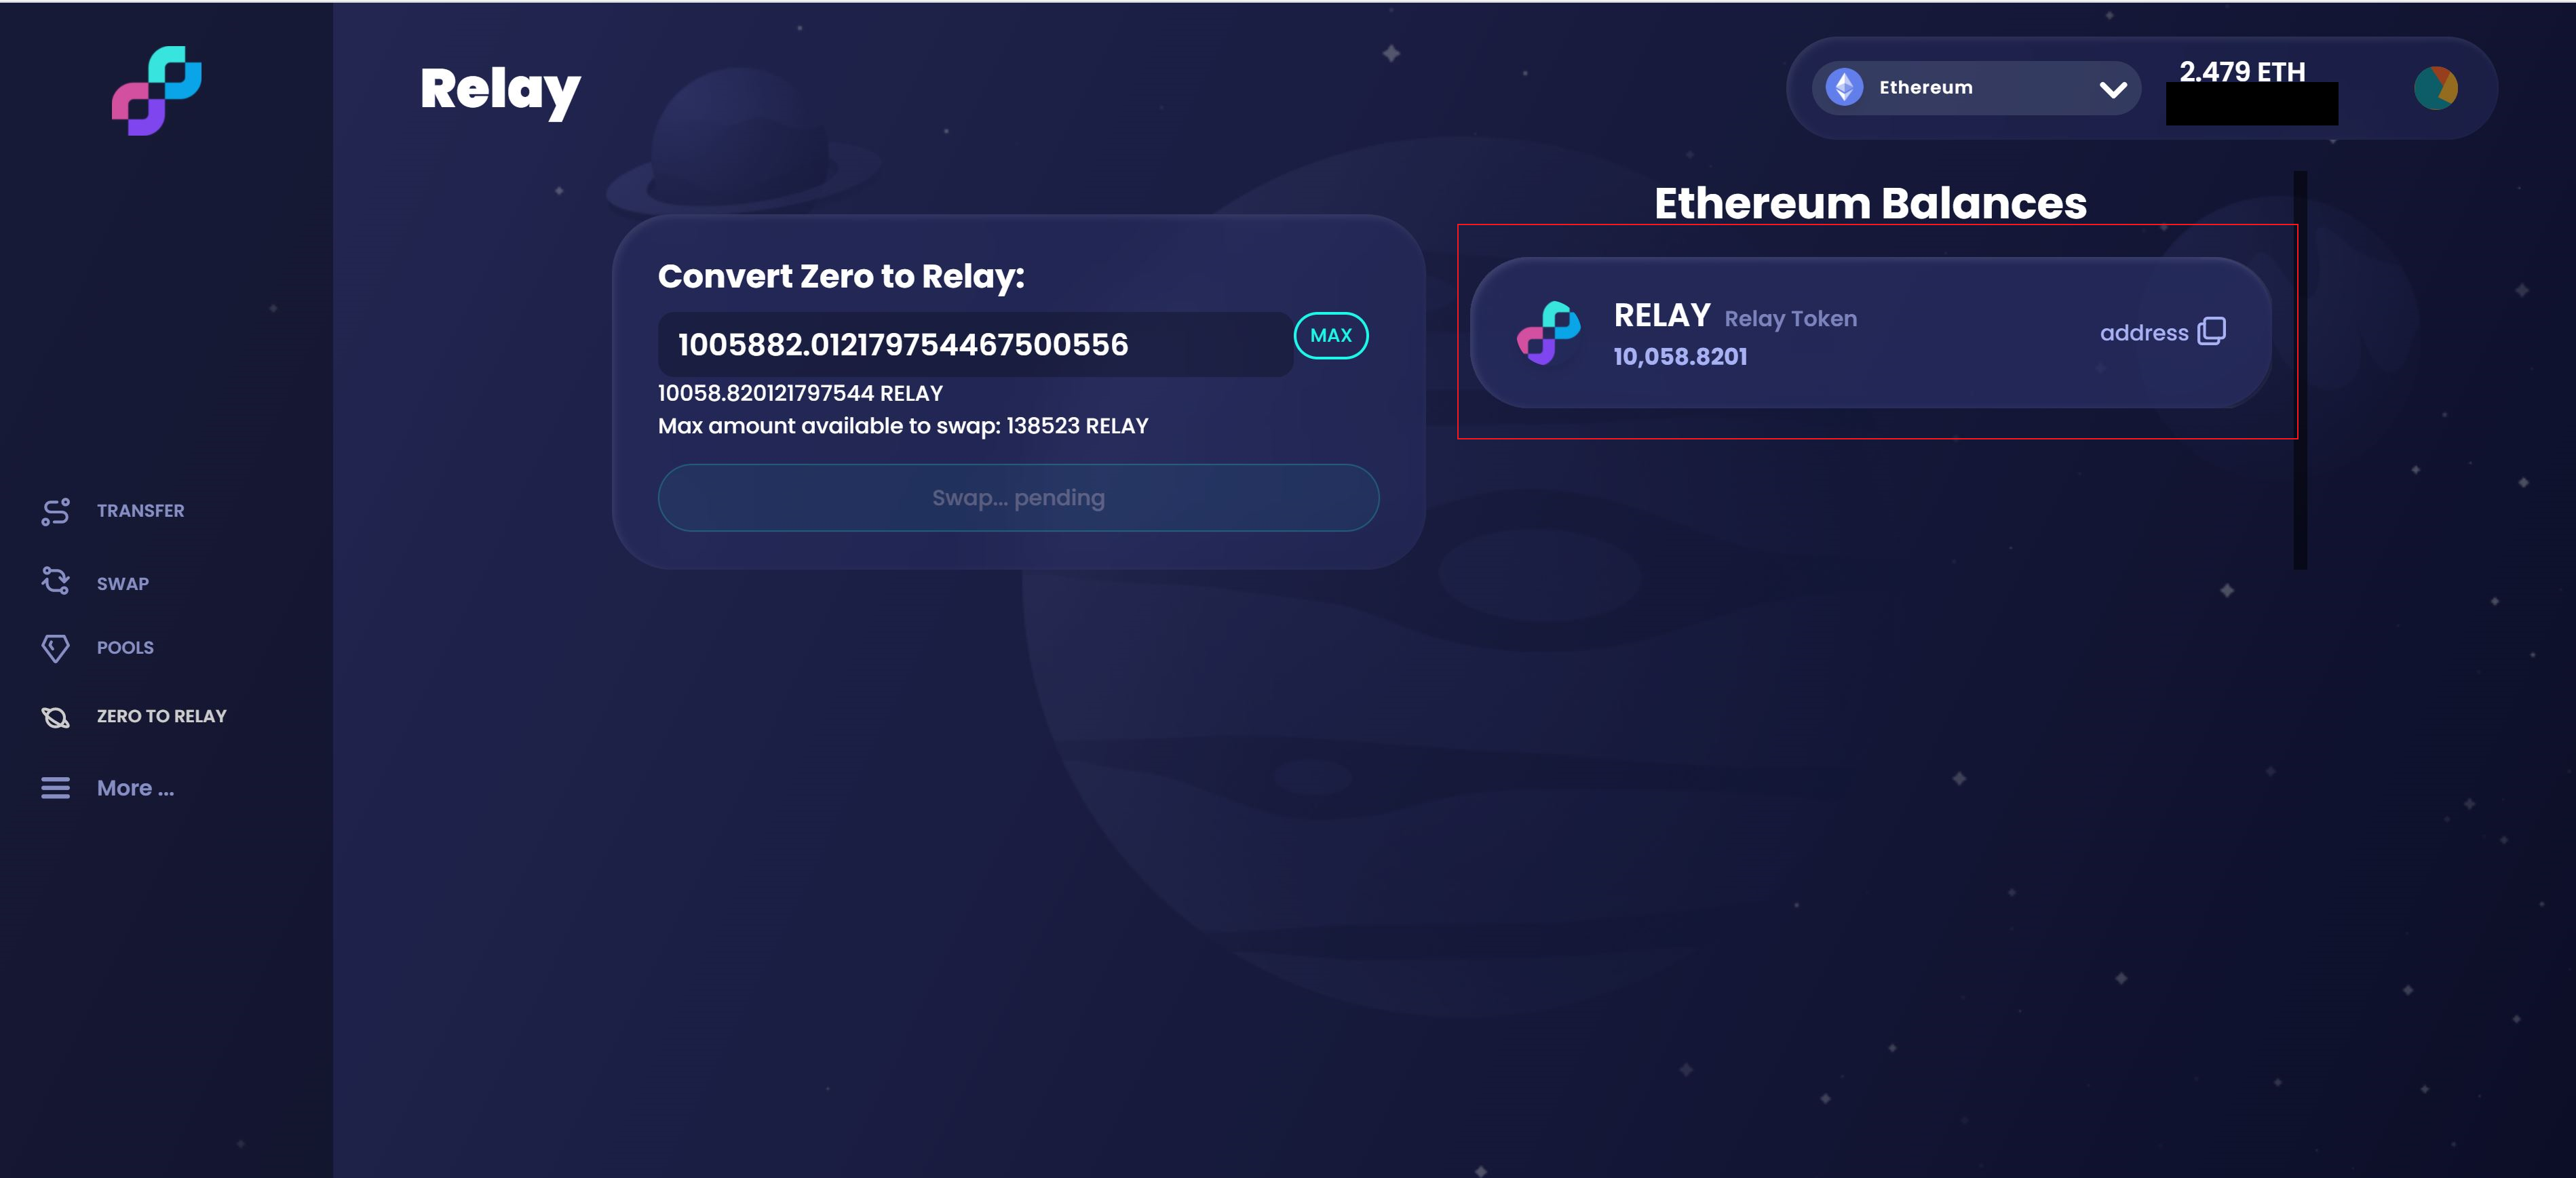 Relay
Ethereum
2.479 ETH
Ethereum Balances
Convert Zero to Relay:
1005882.012179754467500556
MAX
10058.820121797544 RELAY
Max amount available to swap: 138523 RELAY
Swap... pending
RELAY Relay Token
10,058.8201
address
TRANSFER
SWAP
POOLS
ZERO TO RELAY
More ...